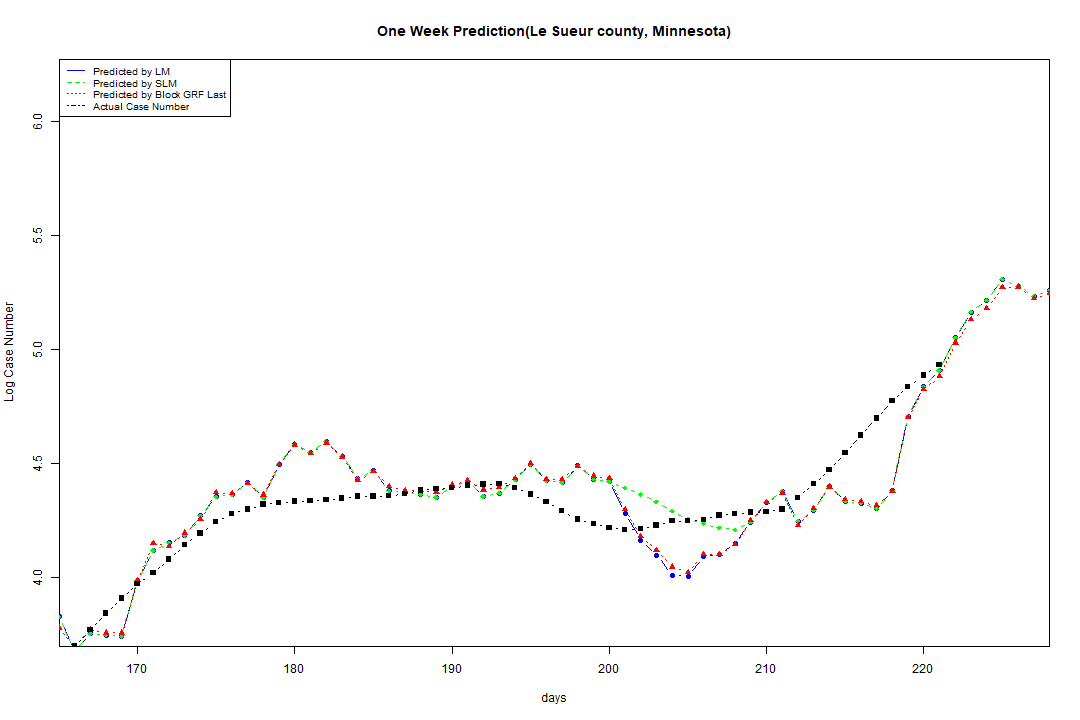 One Week Prediction(Le Sueur county, Minnesota)
Predicted by LM
Predicted by SLM
Predicted by Block GRF Last
Actual Case Number
6.0
5.5
5.0
4.5
4.0
Log Case Number
170 180 190 200 210 220
days